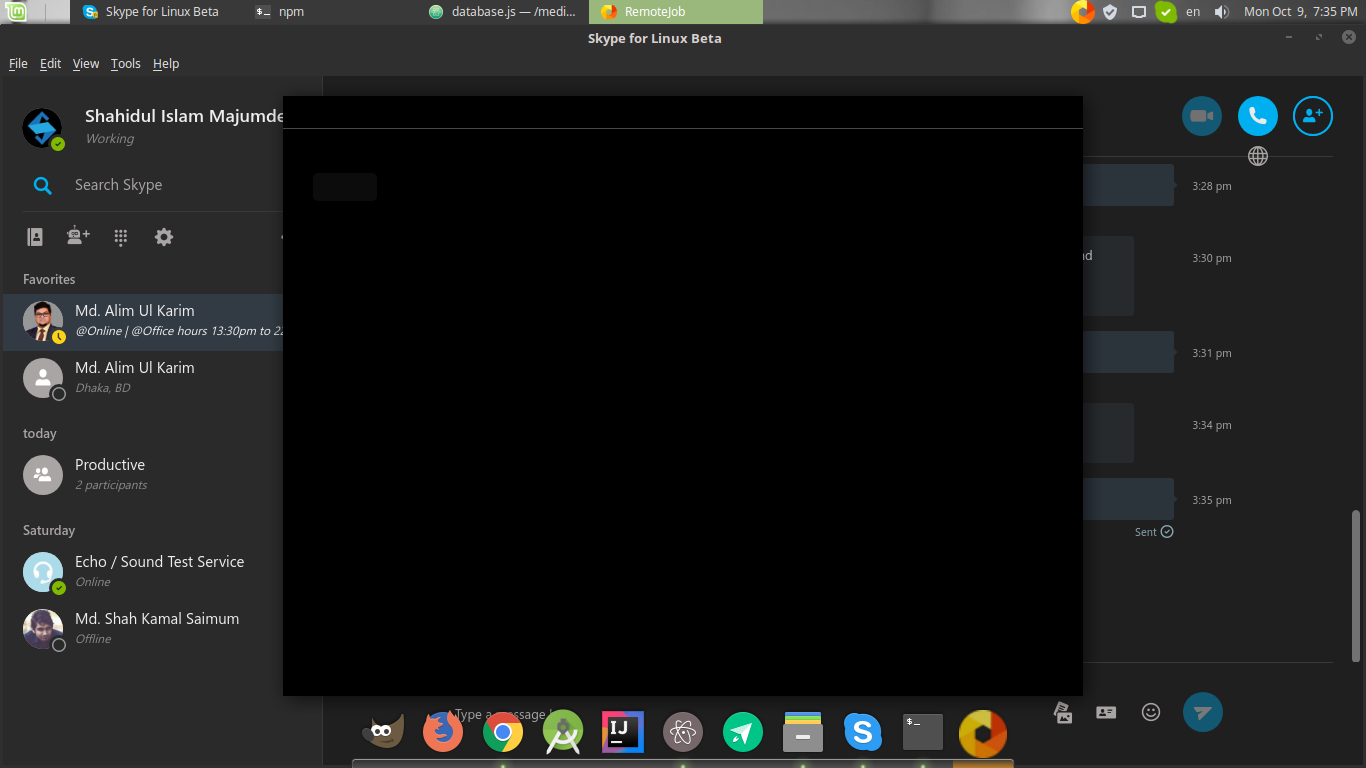 Skype for Linux Beta
npm
database.js — /medi...
RemoteJob
en
Mon Oct 9, 7:35 PM
Skype for Linux Beta
File Edit View Tools Help
Shahidul Islam Majumde
Working
Search Skype
Favorites
Md. Alim Ul Karim
@Online | @Office hours 13:30pm to 22
Md. Alim Ul Karim
Dhaka, BD
today
Productive
2 participants
Saturday
Echo / Sound Test Service
Online
Md. Shah Kamal Saimum
Offline
3:28 pm
3:30 pm
3:31 pm
3:34 pm
3:35 pm
Sent
Type a message
IJ
S